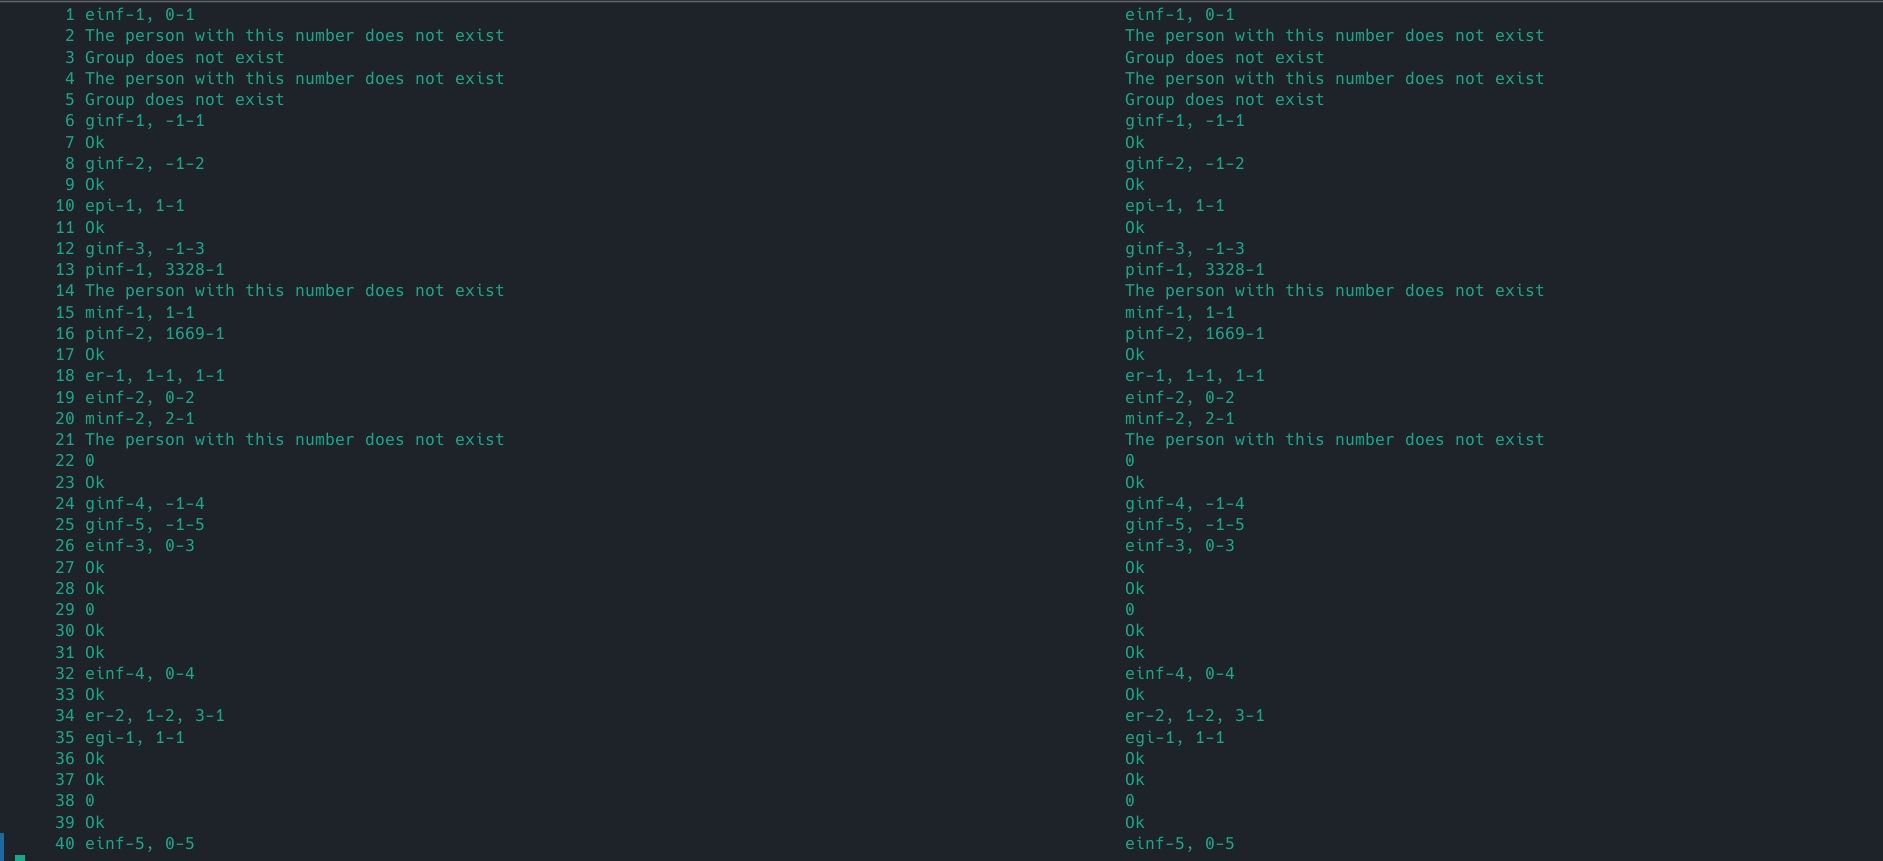 1 einf-1, 0-1 einf-1, 0-1
2 The person with this number does not exist The person with this number does not exist
3 Group does not exist Group does not exist
4 The person with this number does not exist The person with this number does not exist
5 Group does not exist Group does not exist
6 ginf-1, -1-1 ginf-1, -1-1
7 Ok Ok
8 ginf-2, -1-2 ginf-2, -1-2
9 Ok Ok
10 epi-1, 1-1 epi-1, 1-1
11 Ok Ok
12 ginf-3, -1-3 ginf-3, -1-3
13 pinf-1, 3328-1 pinf-1, 3328-1
14 The person with this number does not exist The person with this number does not exist
15 minf-1, 1-1 minf-1, 1-1
16 pinf-2, 1669-1 pinf-2, 1669-1
17 Ok Ok
18 er-1, 1-1, 1-1 er-1, 1-1, 1-1
19 einf-2, 0-2 einf-2, 0-2
20 minf-2, 2-1 minf-2, 2-1
21 The person with this number does not exist The person with this number does not exist
22 0 0
23 Ok Ok
24 ginf-4, -1-4 ginf-4, -1-4
25 ginf-5, -1-5 ginf-5, -1-5
26 einf-3, 0-3 einf-3, 0-3
27 Ok Ok
28 Ok Ok
29 0 0
30 Ok Ok
31 Ok Ok
32 einf-4, 0-4 einf-4, 0-4
33 Ok Ok
34 er-2, 1-2, 3-1 er-2, 1-2, 3-1
35 egi-1, 1-1 egi-1, 1-1
36 Ok Ok
37 Ok Ok
38 0 0
39 Ok Ok
40 einf-5, 0-5 einf-5, 0-5